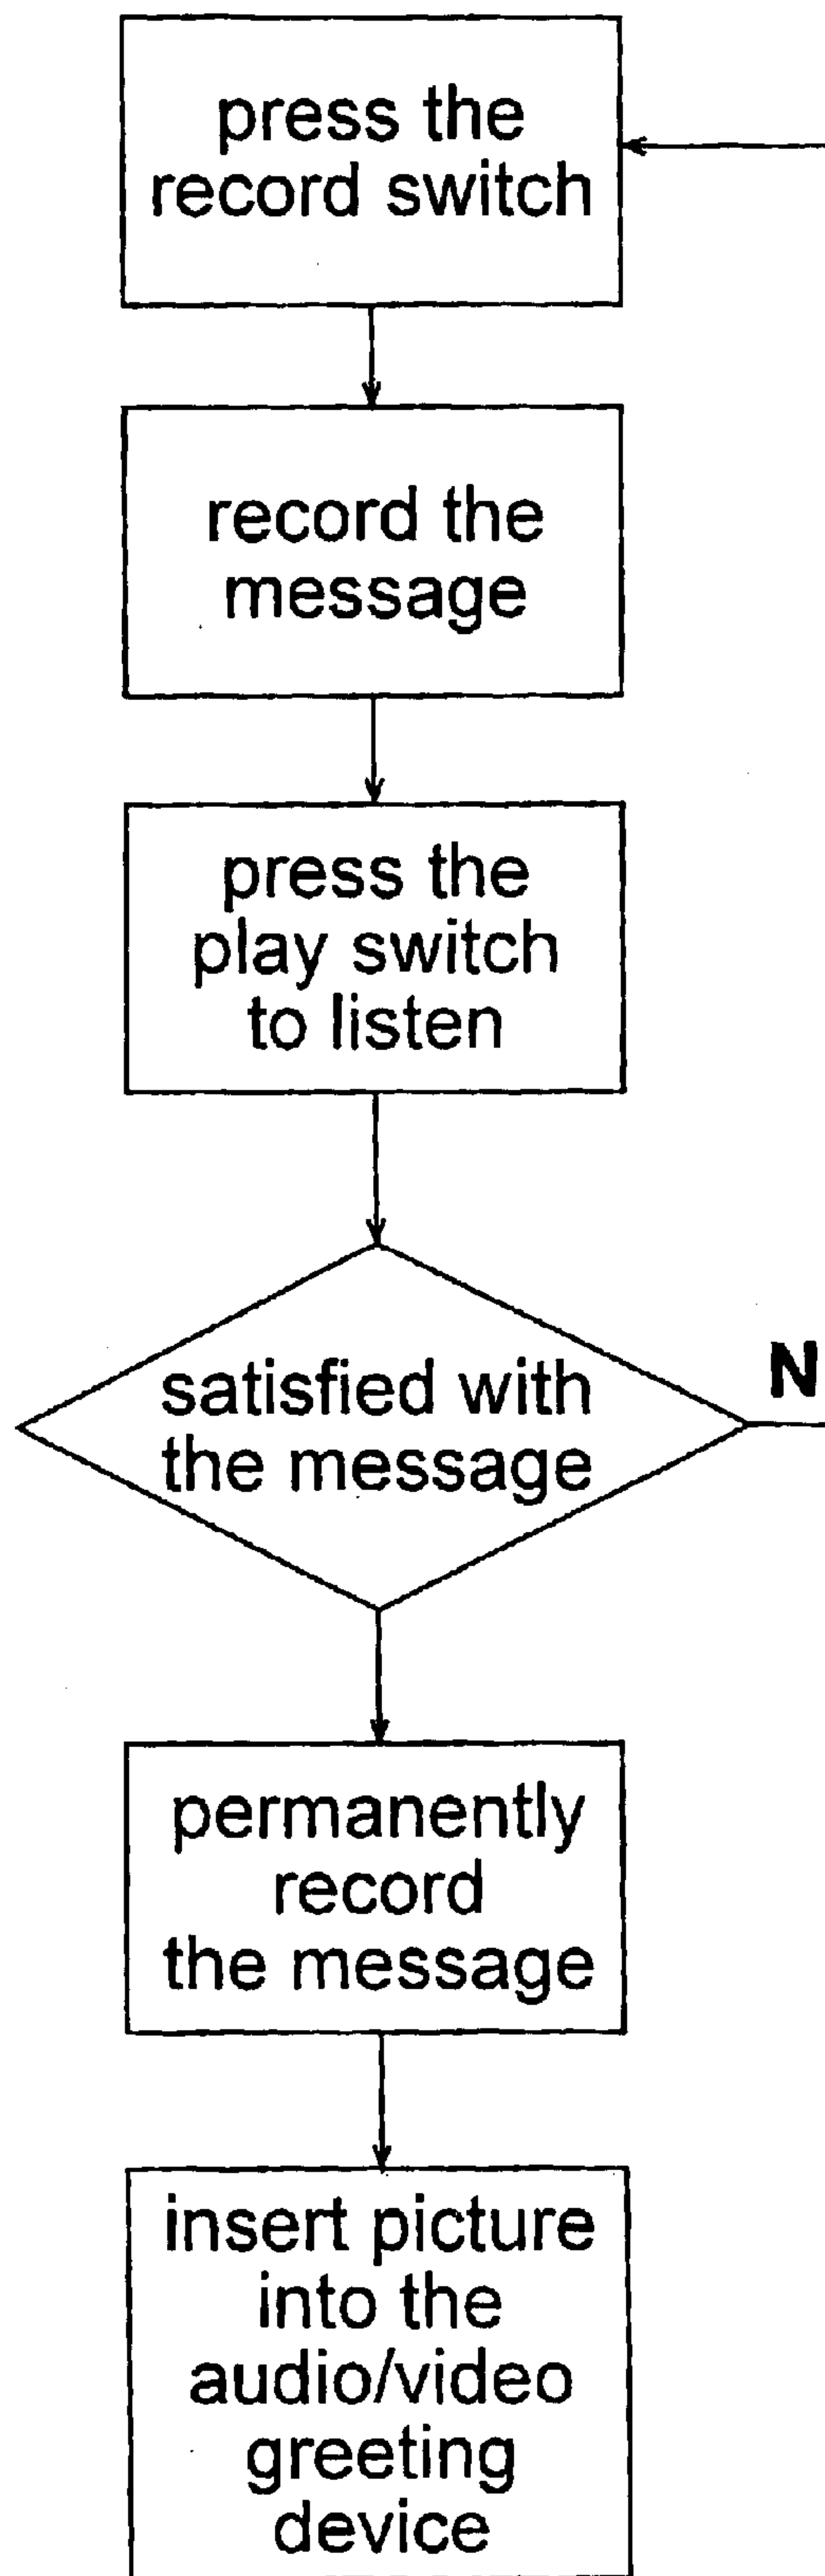 press the
record switch
record the
message
press the
play switch
to listen
satisfied with
the message
N
permanently
record
the message
insert picture
into the
audio/video
greeting
device